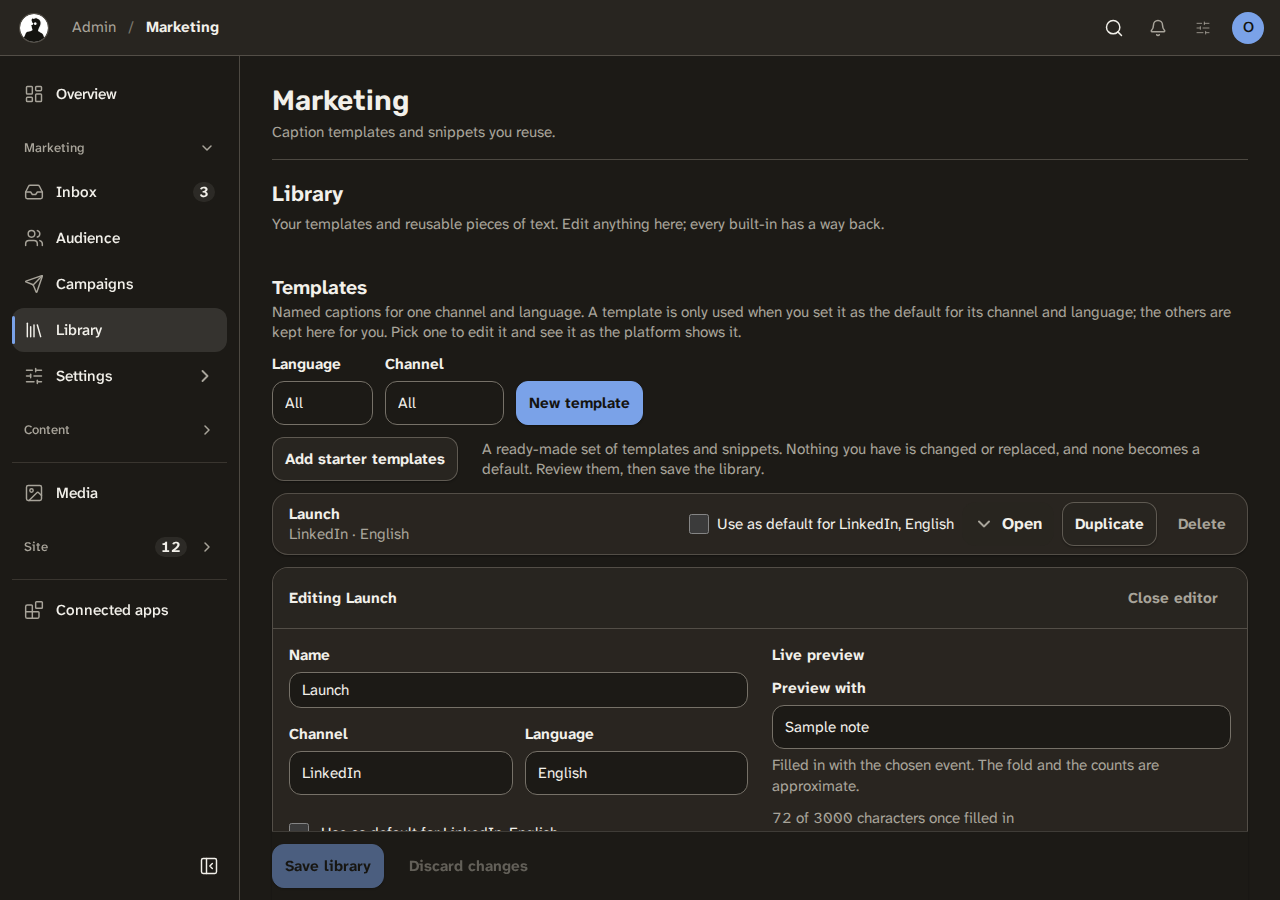 Admin / Marketing
O
Overview
Marketing
Inbox 3
Audience
Campaigns
Library
Settings
Content
Media
Site 12
Connected apps
Marketing
Caption templates and snippets you reuse.
Library
Your templates and reusable pieces of text. Edit anything here; every built-in has a way back.
Templates
Named captions for one channel and language. A template is only used when you set it as the default for its channel and language; the others are
kept here for you. Pick one to edit it and see it as the platform shows it.
Language Channel
All All New template
Add starter templates
A ready-made set of templates and snippets. Nothing you have is changed or replaced, and none becomes a
default. Review them, then save the library.
Launch
LinkedIn · English
Use as default for LinkedIn, English Open Duplicate Delete
Editing Launch Close editor
Name
Launch
Channel Language
LinkedIn English
Use as default for LinkedIn, English
Live preview
Preview with
Sample note
Filled in with the chosen event. The fold and the counts are
approximate.
72 of 3000 characters once filled in
Save library Discard changes